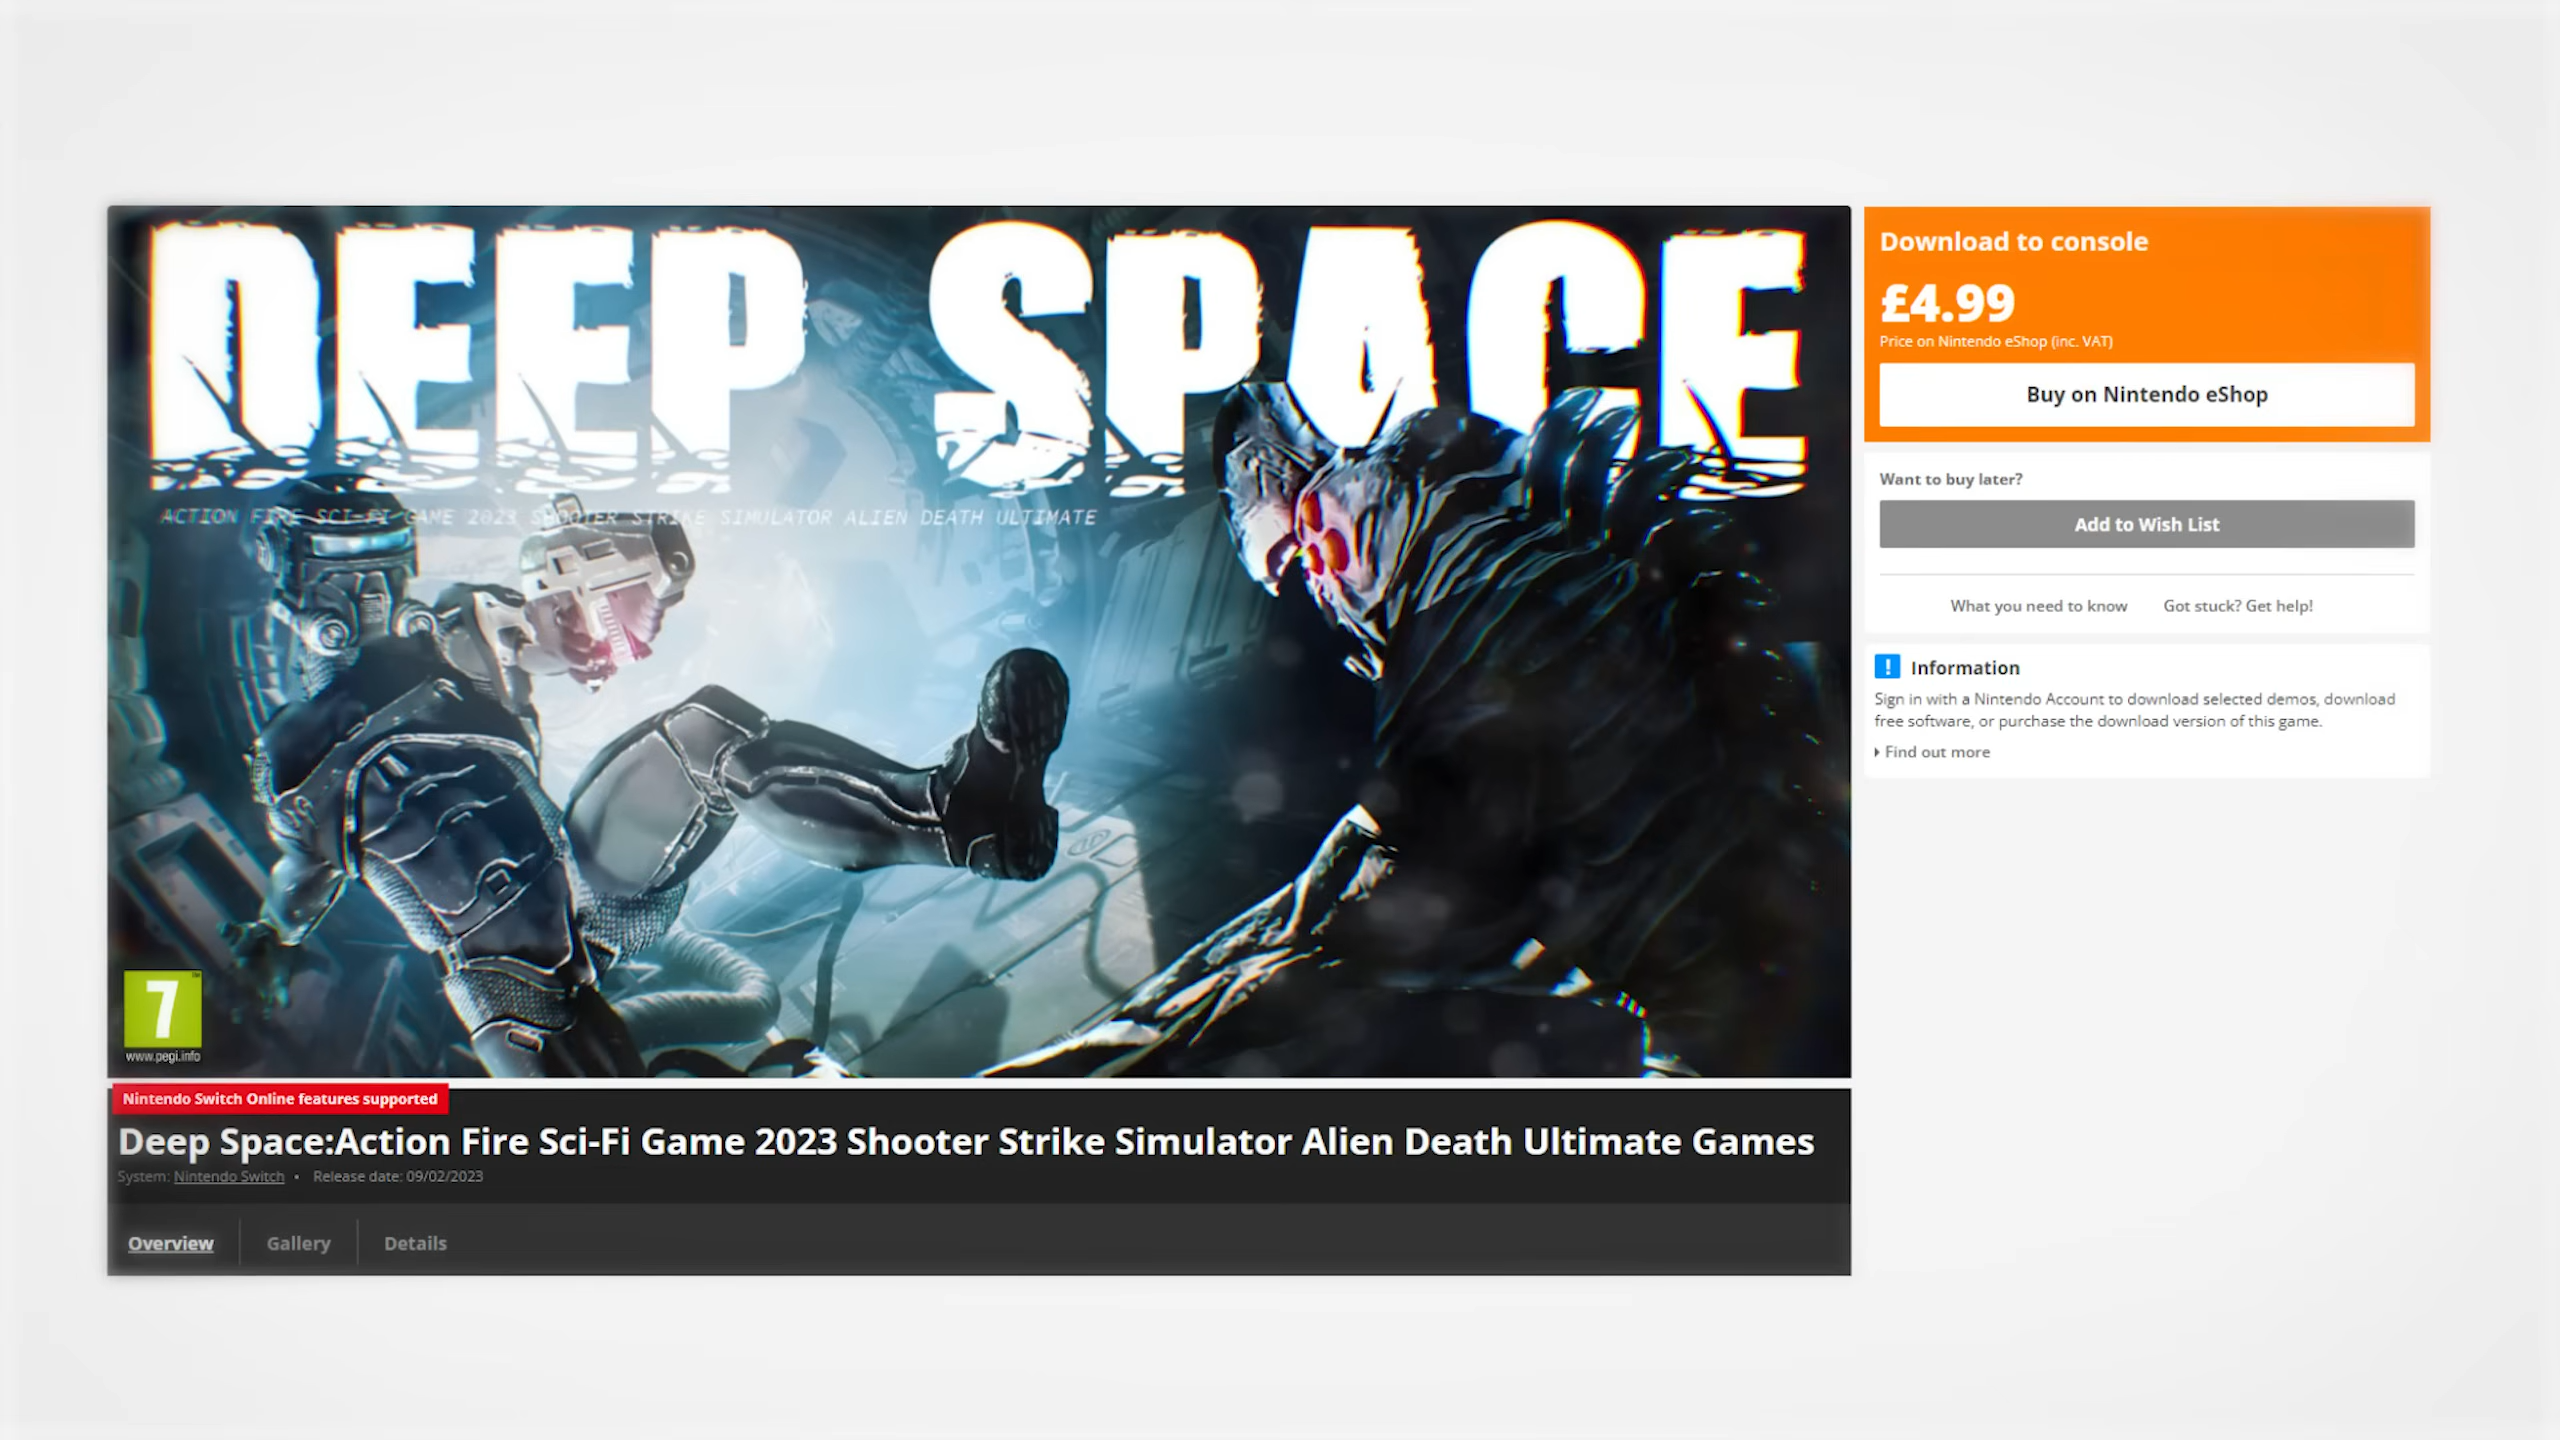 DEEP SPACE
ACTION FIRE SCI-FI GAME 2023 SHOOTER STRIKE SIMULATOR ALIEN DEATH ULTIMATE
7
www.pegi.info
Nintendo Switch Online features supported
Deep Space:Action Fire Sci-Fi Game 2023 Shooter Strike Simulator Alien Death Ultimate Games
System: Nintendo Switch • Release date: 09/02/2023
Overview
Gallery
Details
Download to console
£4.99
Price on Nintendo eShop (inc. VAT)
Buy on Nintendo eShop
Want to buy later?
Add to Wish List
What you need to know
Got stuck? Get help!
! Information
Sign in with a Nintendo Account to download selected demos, download
free software, or purchase the download version of this game.
Find out more